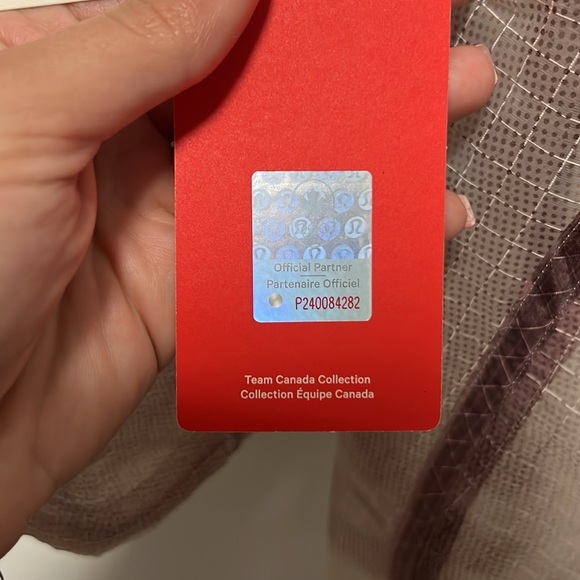 Official Partner
Partenaire Officiel
P240084282
Team Canada Collection
Collection Équipe Canada